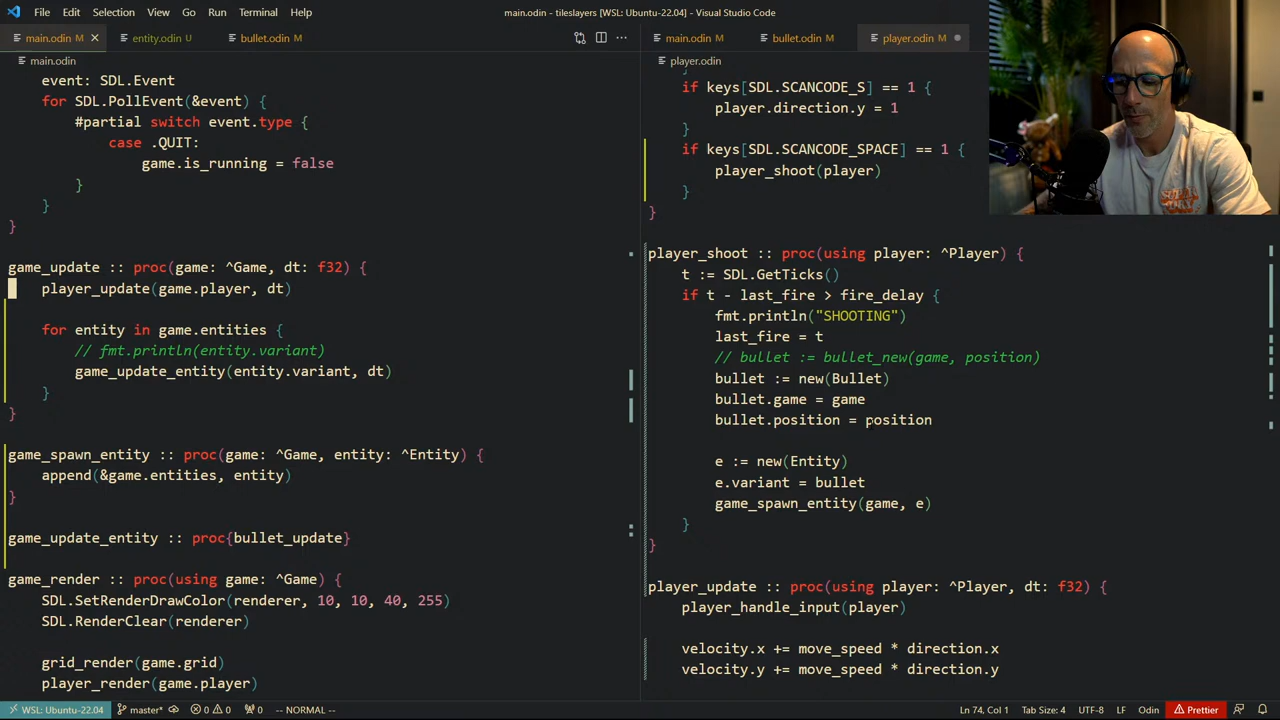 File Edit Selection View Go Run Terminal Help
main.odin - tileslayers [WSL: Ubuntu-22.04] - Visual Studio Code
main.odin M
entity.odin U
bullet.odin M
main.odin
event: SDL.Event
for SDL.PollEvent(&event) {
#partial switch event.type {
case .QUIT:
game.is_running = false
}
}
}
game_update :: proc(game: ^Game, dt: f32) {
player_update(game.player, dt)
for entity in game.entities {
// fmt.println(entity.variant)
game_update_entity(entity.variant, dt)
}
}
game_spawn_entity :: proc(game: ^Game, entity: ^Entity) {
append(&game.entities, entity)
}
game_update_entity :: proc{bullet_update}
game_render :: proc(using game: ^Game) {
SDL.SetRenderDrawColor(renderer, 10, 10, 40, 255)
SDL.RenderClear(renderer)
grid_render(game.grid)
player_render(game.player)
main.odin M
bullet.odin M
player.odin M
player.odin
}
if keys[SDL.SCANCODE_S] == 1 {
player.direction.y = 1
}
if keys[SDL.SCANCODE_SPACE] == 1 {
player_shoot(player)
}
}
player_shoot :: proc(using player: ^Player) {
t := SDL.GetTicks()
if t - last_fire > fire_delay {
fmt.println("SHOOTING")
last_fire = t
// bullet := bullet_new(game, position)
bullet := new(Bullet)
bullet.game = game
bullet.position = position
e := new(Entity)
e.variant = bullet
game_spawn_entity(game, e)
}
}
player_update :: proc(using player: ^Player, dt: f32) {
player_handle_input(player)
velocity.x += move_speed * direction.x
velocity.y += move_speed * direction.y
WSL: Ubuntu-22.04 master* 0 0 0 -- NORMAL --
Ln 74, Col 1 Tab Size: 4 UTF-8 LF Odin Prettier